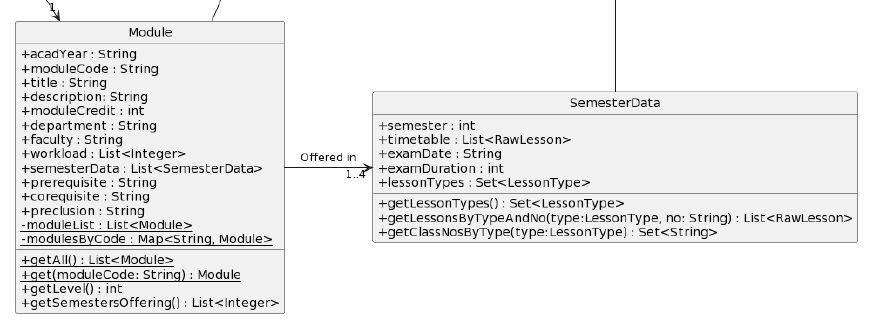 1
Module
+acadYear : String
+moduleCode : String
+title : String
+description: String
+moduleCredit : int
+department : String
+faculty : String
+workload : List<Integer>
+semesterData : List<SemesterData>
+prerequisite : String
+corequisite : String
+preclusion : String
-moduleList : List<Module>
-modulesByCode : Map<String, Module>
+getAll() : List<Module>
+get(moduleCode: String) : Module
+getLevel() : int
+getSemestersOffering() : List<Integer>
Offered in
1..4
SemesterData
+semester : int
+timetable : List<RawLesson>
+examDate : String
+examDuration : int
+lessonTypes : Set<LessonType>
+getLessonTypes() : Set<LessonType>
+getLessonsByTypeAndNo(type:LessonType, no: String) : List<RawLesson>
+getClassNosByType(type:LessonType) : Set<String>